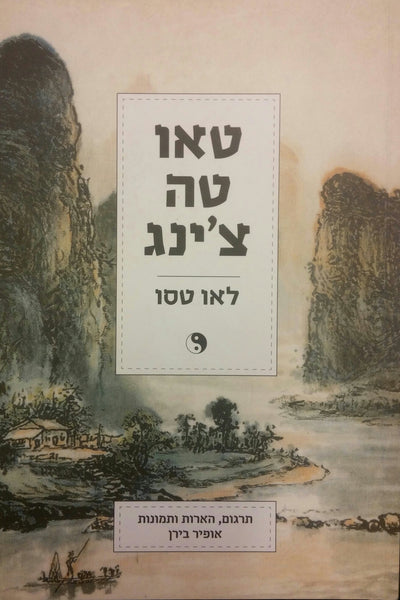 טאו
טה
צ'ינג
לאו טסו
תרגום, הארות ותמונות
אופיר בירן